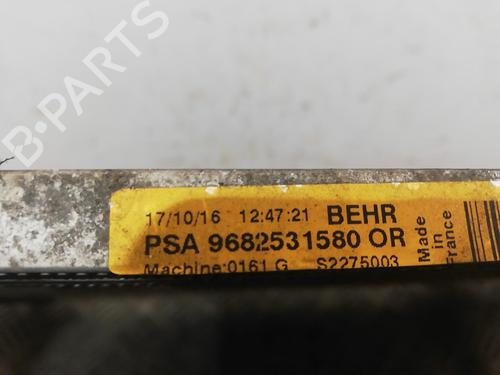 B-PARTS
17/10/16 12:47:21 BEHR
PSA 9682531580 OR
Machine:0161 G S2275003
Made
in
France